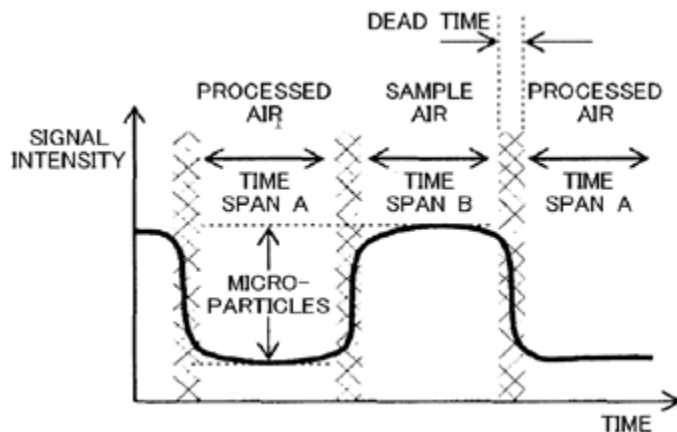 DEAD TIME
PROCESSED
AIR
SAMPLE
AIR
PROCESSED
AIR
SIGNAL
INTENSITY
TIME
SPAN A
TIME
SPAN B
TIME
SPAN A
MICRO-
PARTICLES
TIME